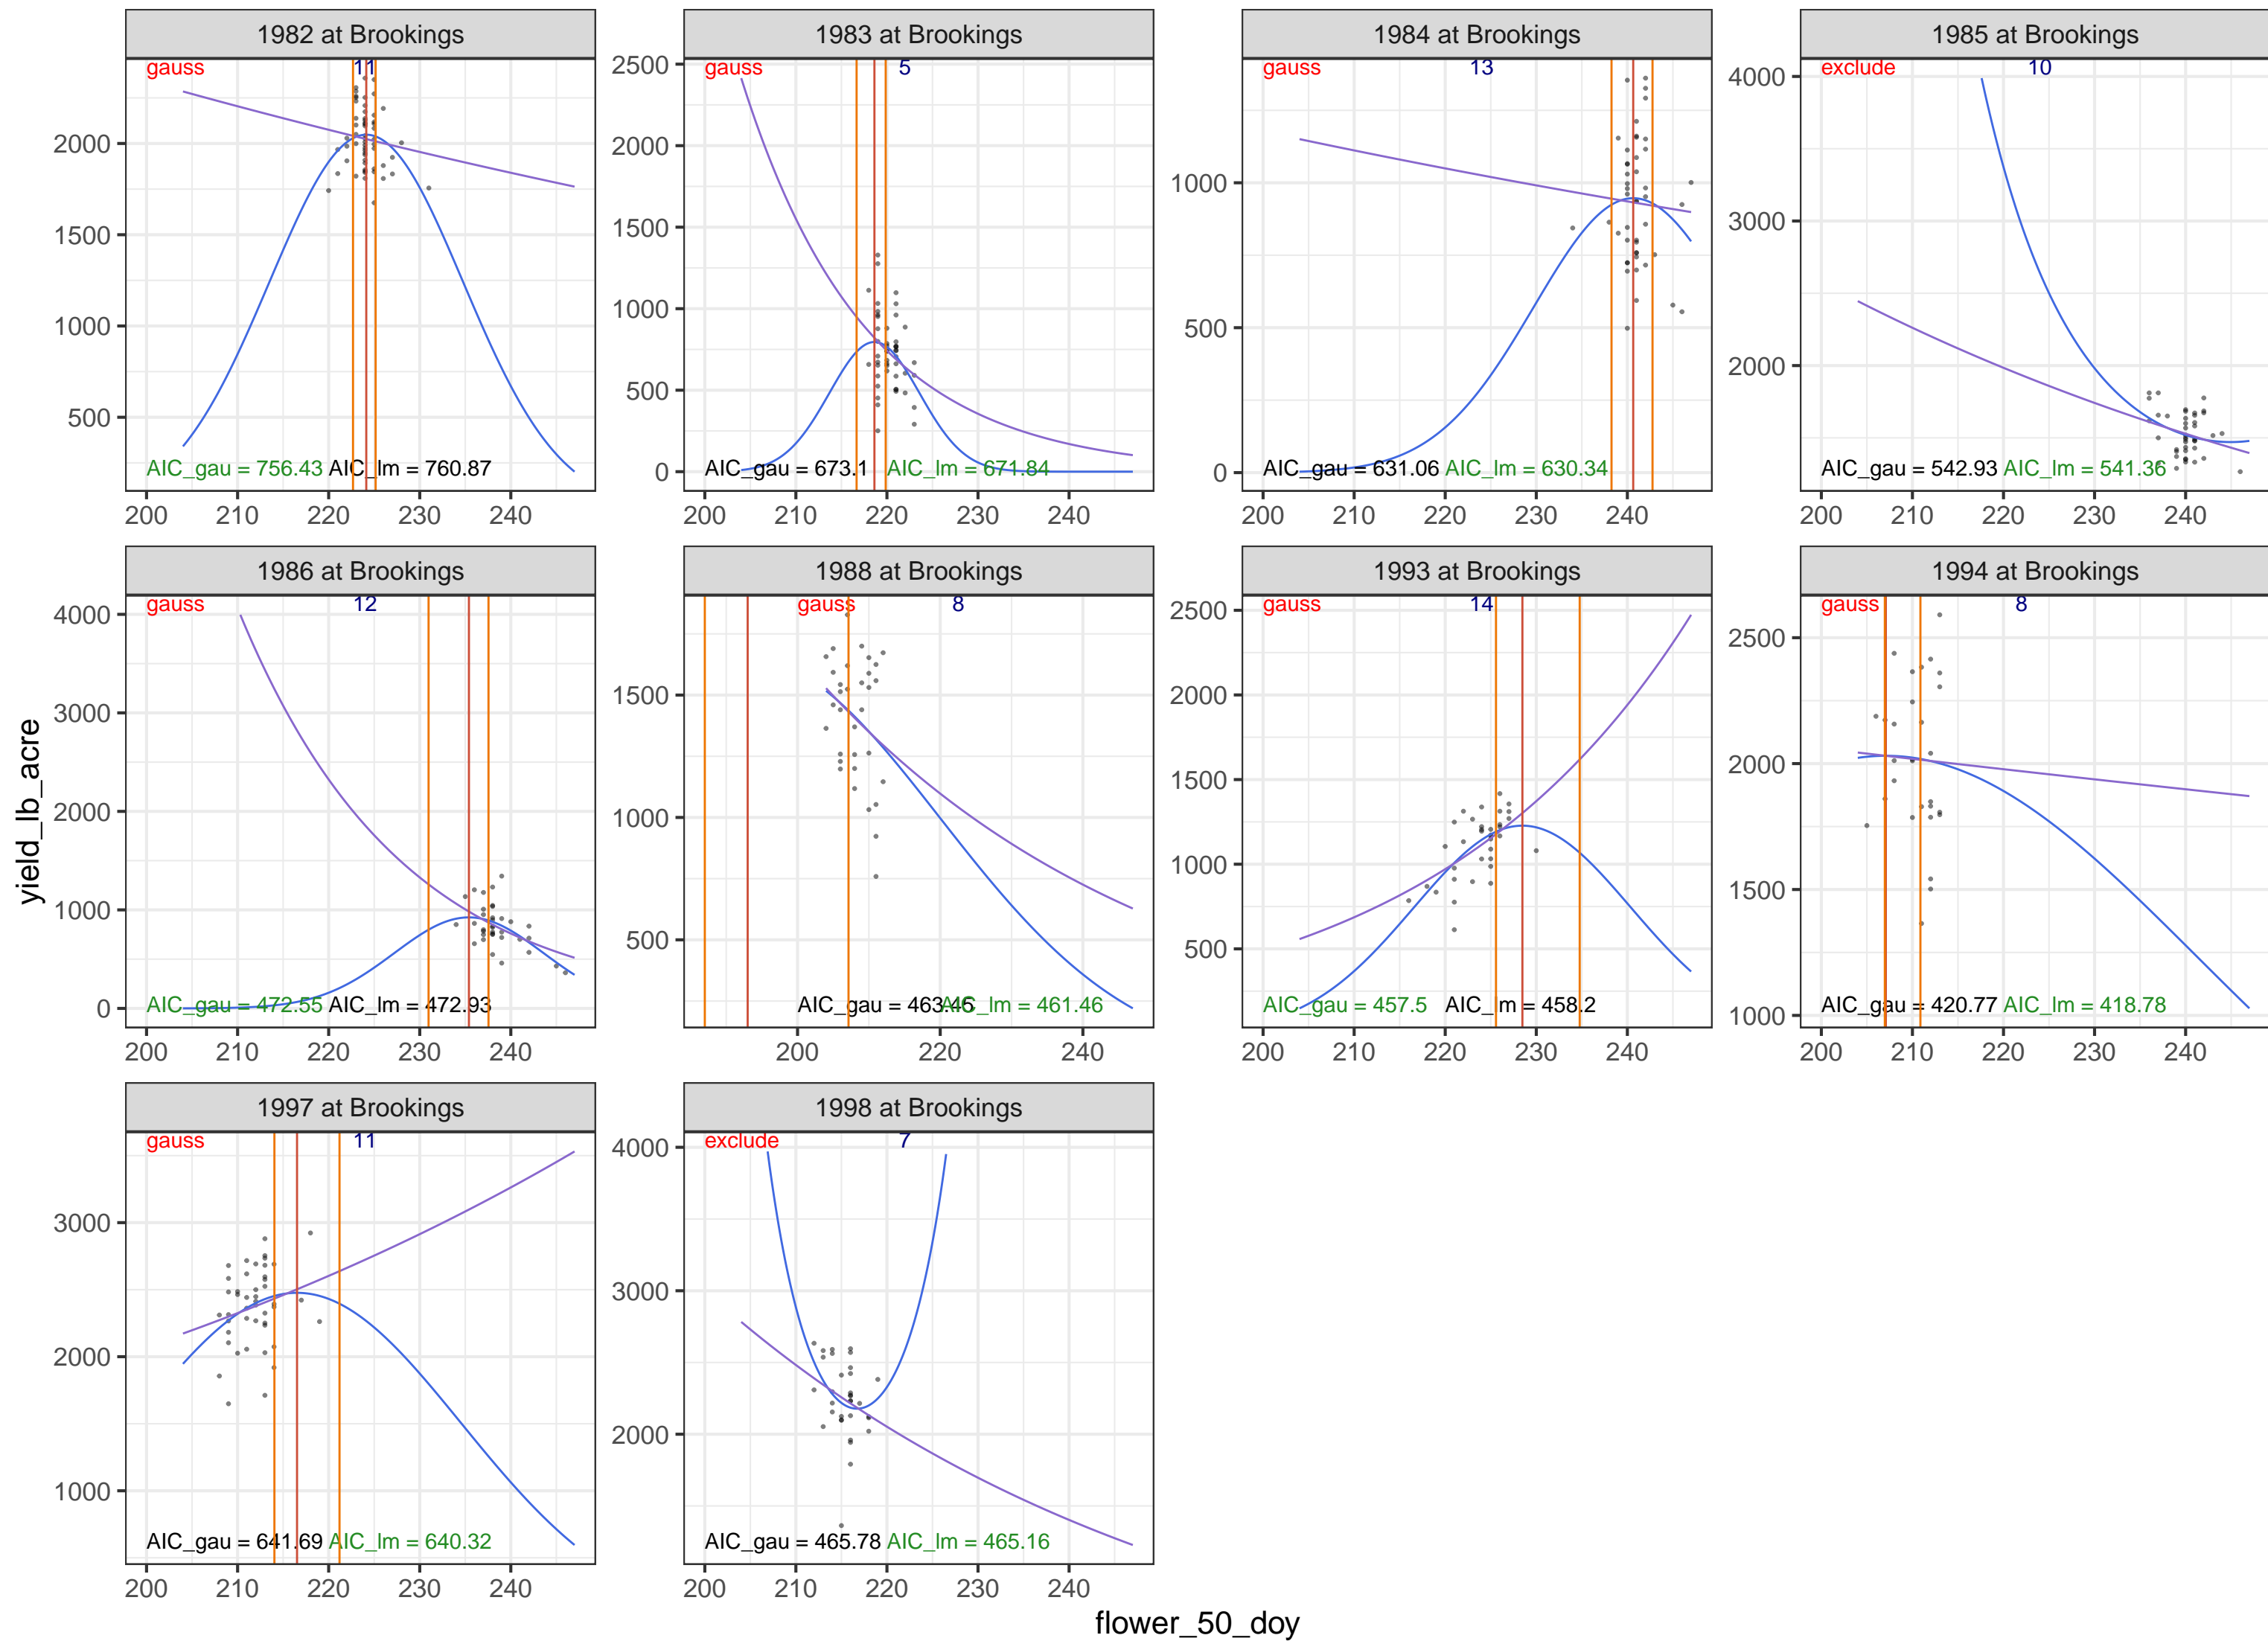 1982 at Brookings
1983 at Brookings
1984 at Brookings
1985 at Brookings
gauss 11
gauss 5
gauss 13
exclude 10
2000
1500
1000
500
2500
2000
1500
1000
500
0
1000
500
0
4000
3000
2000
AIC_gau = 756.43 AIC_lm = 760.87
AIC_gau = 673.1 AIC_lm = 671.84
AIC_gau = 631.06 AIC_lm = 630.34
AIC_gau = 542.93 AIC_lm = 541.36
200 210 220 230 240
200 210 220 230 240
200 210 220 230 240
200 210 220 230 240
1986 at Brookings
1988 at Brookings
1993 at Brookings
1994 at Brookings
gauss 12
gauss 8
gauss 14
gauss 8
4000
3000
2000
1000
0
1500
1000
500
2500
2000
1500
1000
500
2500
2000
1500
1000
AIC_gau = 472.55 AIC_lm = 472.93
AIC_gau = 463.46 AIC_lm = 461.46
AIC_gau = 457.5 AIC_lm = 458.2
AIC_gau = 420.77 AIC_lm = 418.78
200 210 220 230 240
200 220 240
200 210 220 230 240
200 210 220 230 240
yield_lb_acre
1997 at Brookings
1998 at Brookings
gauss 11
exclude 7
3000
2000
1000
4000
3000
2000
AIC_gau = 641.69 AIC_lm = 640.32
AIC_gau = 465.78 AIC_lm = 465.16
200 210 220 230 240
200 210 220 230 240
flower_50_doy